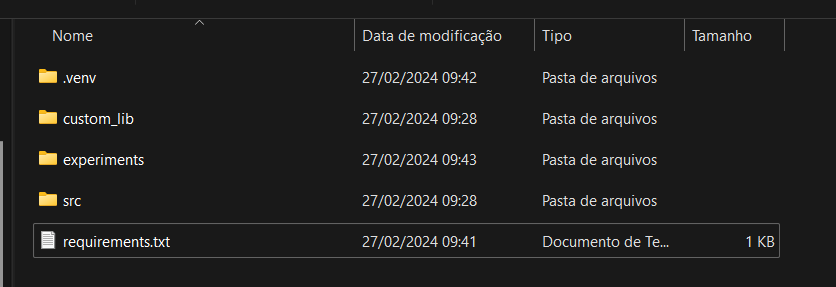 Nome Data de modificação Tipo Tamanho
.venv 27/02/2024 09:42 Pasta de arquivos
custom_lib 27/02/2024 09:28 Pasta de arquivos
experiments 27/02/2024 09:43 Pasta de arquivos
src 27/02/2024 09:28 Pasta de arquivos
requirements.txt 27/02/2024 09:41 Documento de Te... 1 KB